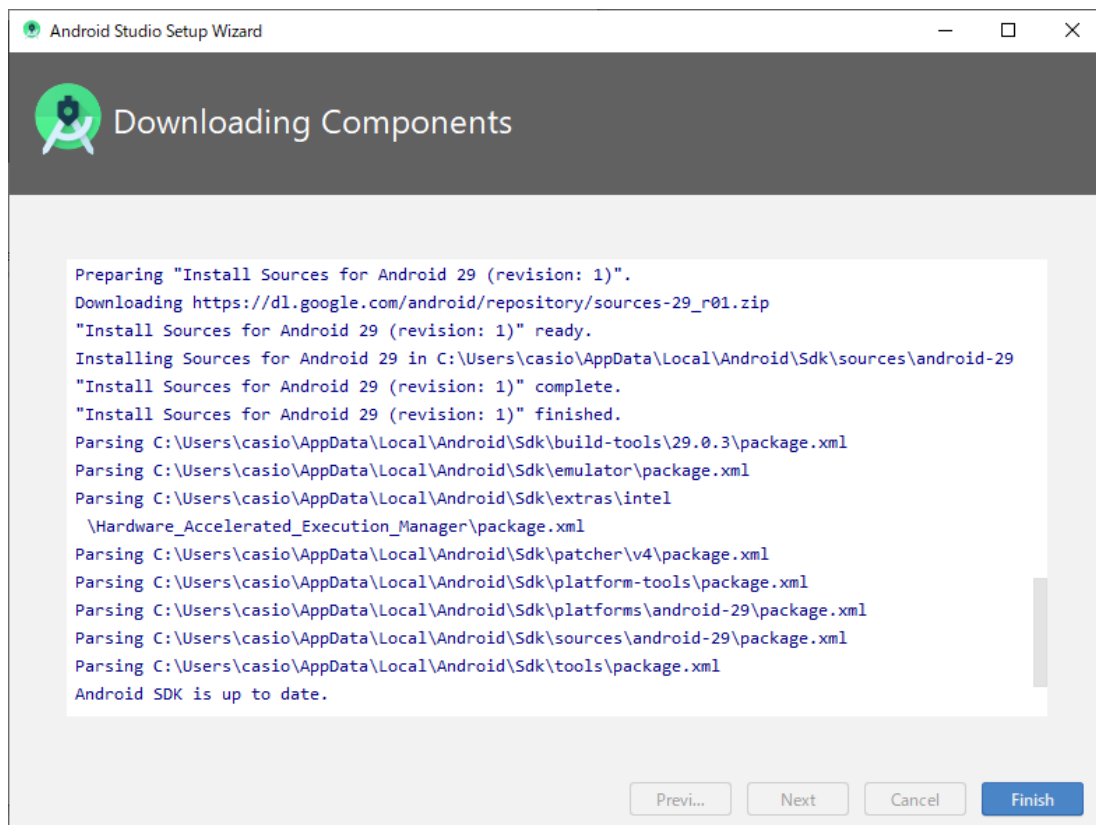 Android Studio Setup Wizard
Downloading Components
Preparing "Install Sources for Android 29 (revision: 1)".
Downloading https://dl.google.com/android/repository/sources-29_r01.zip
"Install Sources for Android 29 (revision: 1)" ready.
Installing Sources for Android 29 in C:\Users\casio\AppData\Local\Android\Sdk\sources\android-29
"Install Sources for Android 29 (revision: 1)" complete.
"Install Sources for Android 29 (revision: 1)" finished.
Parsing C:\Users\casio\AppData\Local\Android\Sdk\build-tools\29.0.3\package.xml
Parsing C:\Users\casio\AppData\Local\Android\Sdk\emulator\package.xml
Parsing C:\Users\casio\AppData\Local\Android\Sdk\extras\intel
\Hardware_Accelerated_Execution_Manager\package.xml
Parsing C:\Users\casio\AppData\Local\Android\Sdk\patcher\v4\package.xml
Parsing C:\Users\casio\AppData\Local\Android\Sdk\platform-tools\package.xml
Parsing C:\Users\casio\AppData\Local\Android\Sdk\platforms\android-29\package.xml
Parsing C:\Users\casio\AppData\Local\Android\Sdk\sources\android-29\package.xml
Parsing C:\Users\casio\AppData\Local\Android\Sdk\tools\package.xml
Android SDK is up to date.
Previ... Next Cancel Finish